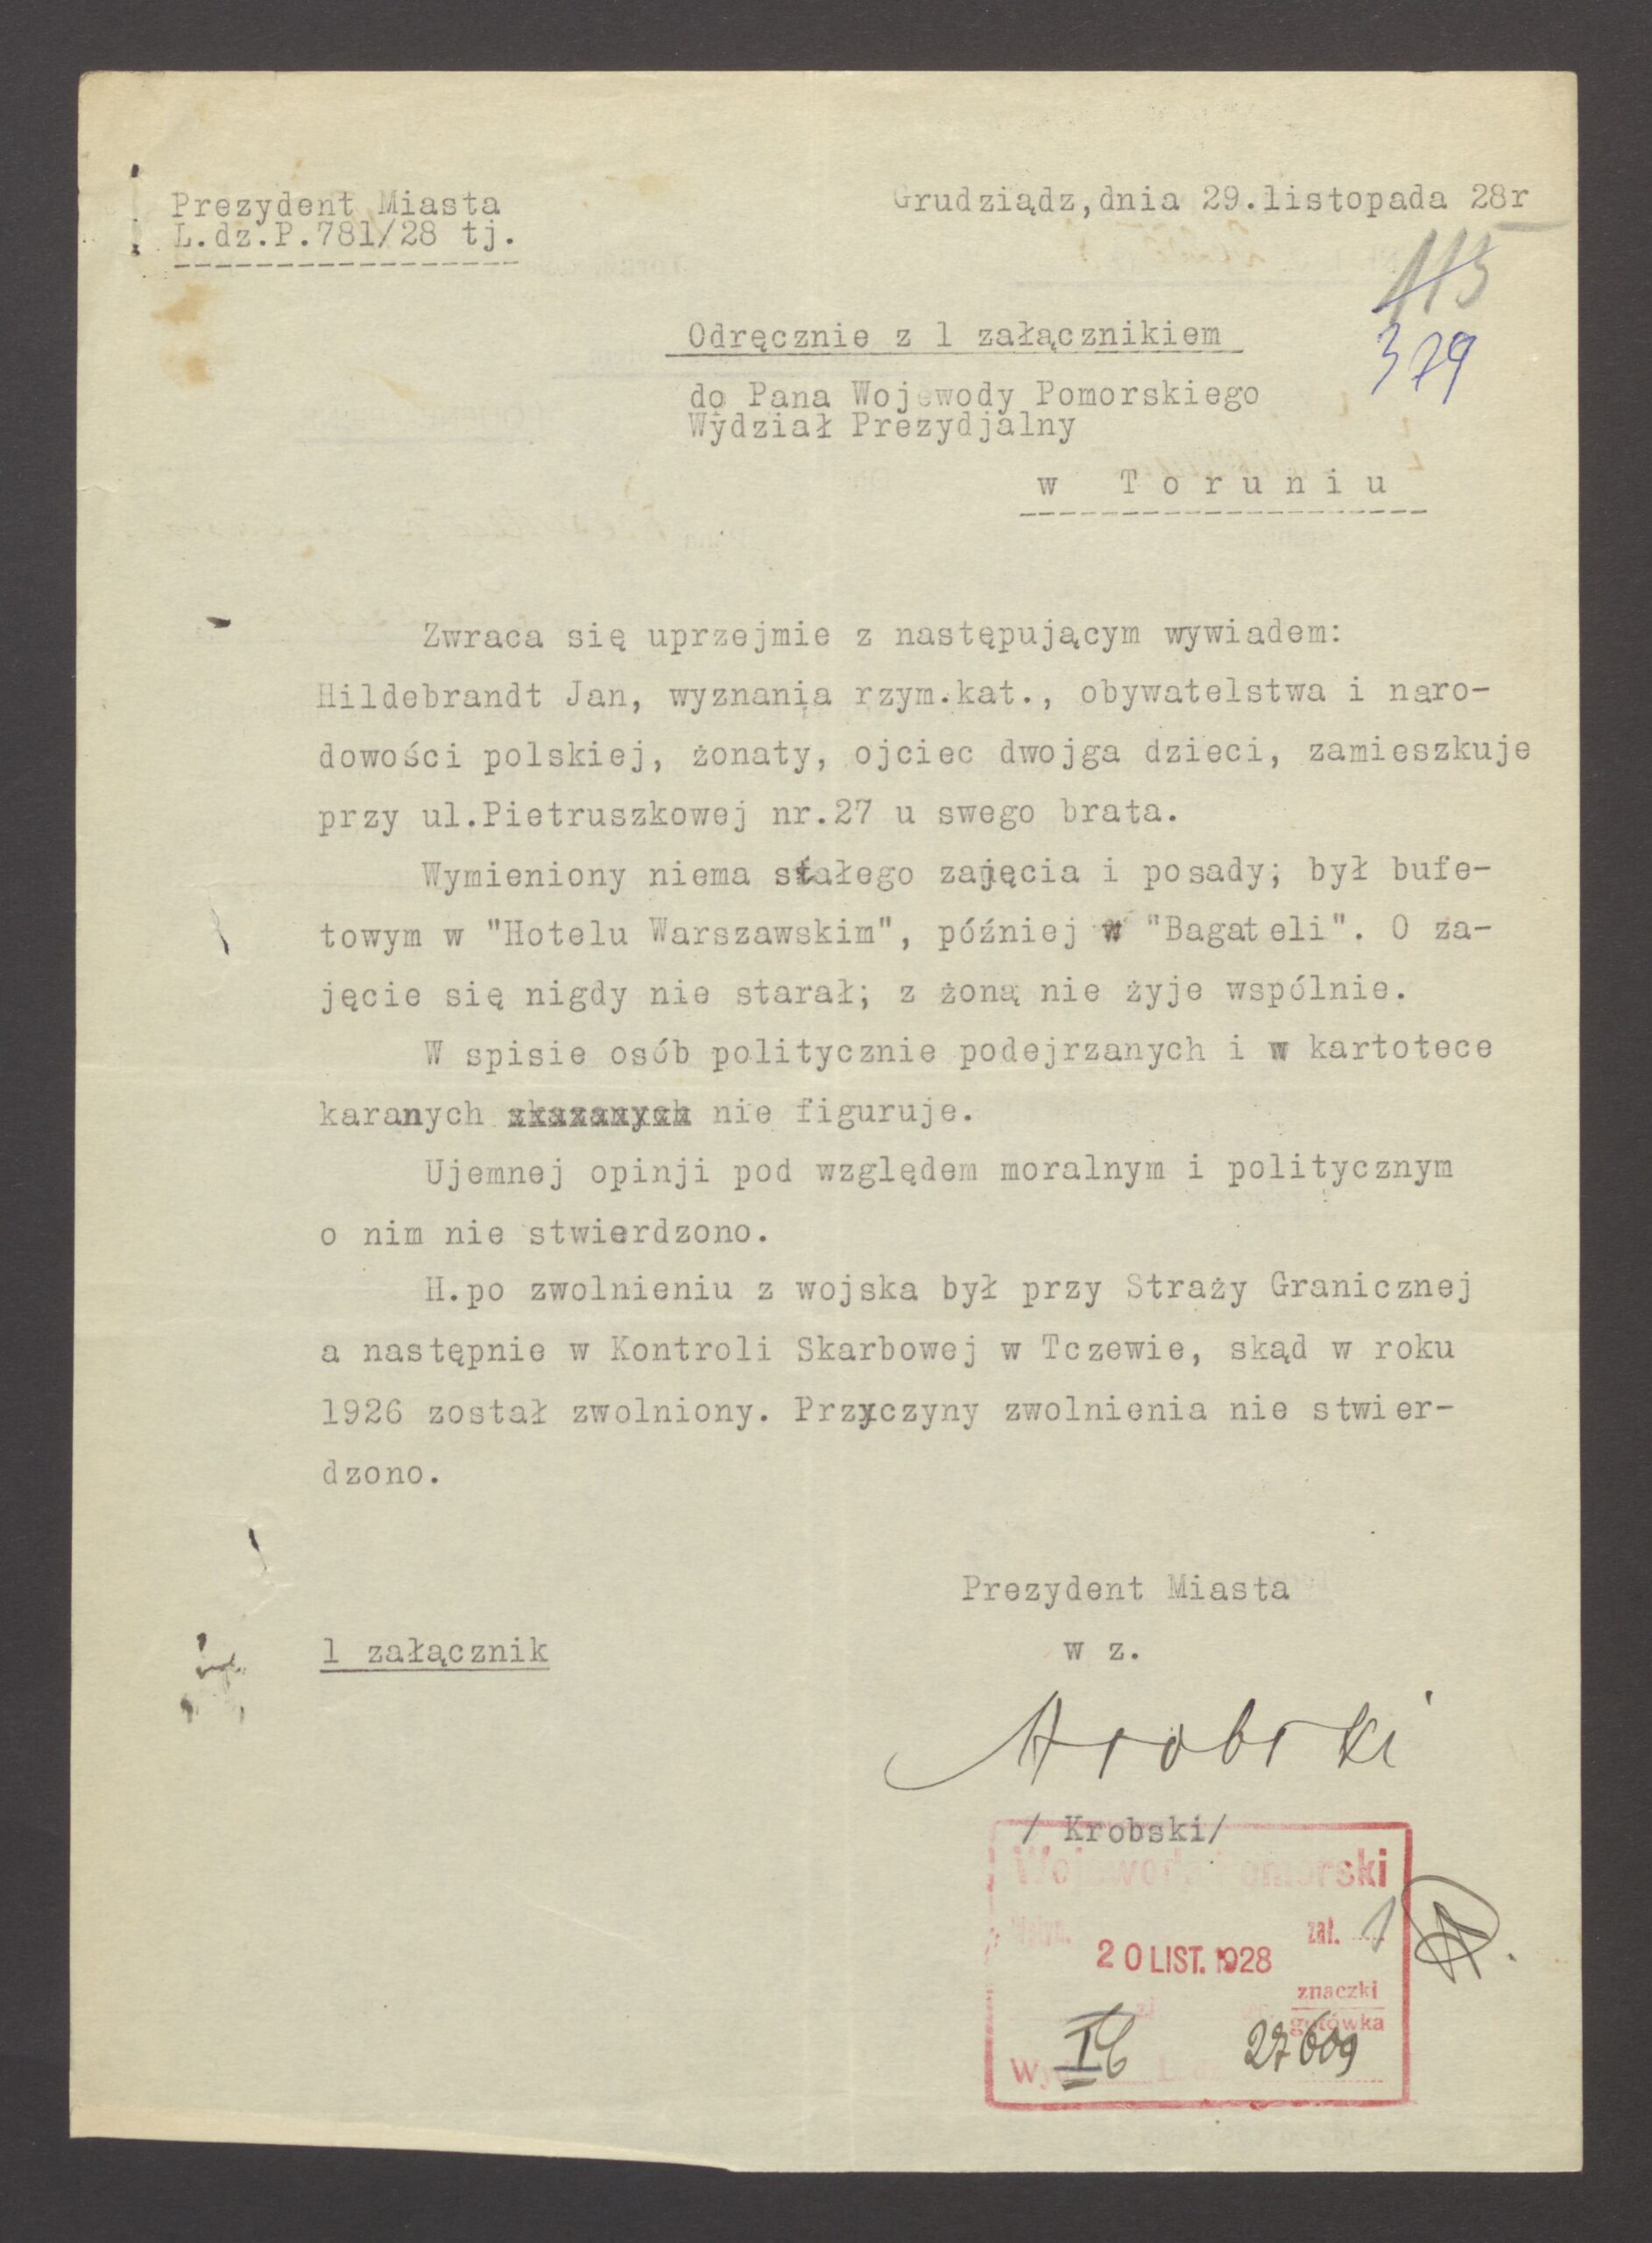 Prezydent Miasta
L.dz.P.781/28 tj.
Grudziądz,dnia 29.listopada 28r
115
379
Odręcznie z 1 załącznikiem
do Pana Wojewody Pomorskiego
Wydział Prezydjalny
w Toruniu
Zwraca się uprzejmie z następującym wywiadem:
Hildebrandt Jan, wyznania rzym.kat., obywatelstwa i naro-
dowości polskiej, żonaty, ojciec dwojga dzieci, zamieszkuje
przy ul.Pietruszkowej nr.27 u swego brata.
Wymieniony niema stałego zajęcia i posady; był bufe-
towym w "Hotelu Warszawskim", później w "Bagateli". O za-
jęcie się nigdy nie starał; z żoną nie żyje wspólnie.
W spisie osób politycznie podejrzanych i w kartotece
karanych nie figuruje.
Ujemnej opinji pod względem moralnym i politycznym
o nim nie stwierdzono.
H.po zwolnieniu z wojska był przy Straży Granicznej
a następnie w Kontroli Skarbowej w Tczewie, skąd w roku
1926 został zwolniony. Przyczyny zwolnienia nie stwier-
dzono.
Prezydent Miasta
w z.
1 załącznik
Krobski
/ Krobski/
Wojewoda Pomorski
zał. 1
20 LIST. 1928
znaczki
gotówka
27609